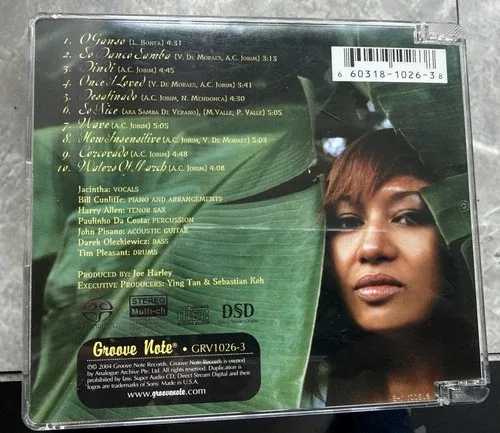 1. O Ganso (L. Bonfa) 4:31
2. So Danco Samba (V. De Moraes, A.C. Jobim) 3:13
3. Dindi (A.C. Jobim) 4:45
4. Once I Loved (V. De Moraes, A.C. Jobim) 3:41
5. Desafinado (A.C. Jobim, N. Mendonca) 4:30
6. So Nice (aka Samba De Verano), (M.Valle, P. Valle) 5:05
7. Wave (A.C. Jobim) 5:05
8. How Insensitive (A.C. Jobim, V. De Moraes) 5:03
9. Corcovado (A.C. Jobim) 4:48
10. Waters Of March (A.C. Jobim) 4:08
6 60318-1026-3 8
Jacintha: vocals
Bill Cunliffe: piano and arrangements
Harry Allen: tenor sax
Paulinho Da Costa: percussion
John Pisano: acoustic guitar
Darek Olezkiewicz: bass
Tim Pleasant: drums
Produced by: Joe Harley
Executive Producers: Ying Tan & Sebastian Koh
STEREO
Multi-ch
DSD
Direct Stream Digital
Groove Note® • GRV1026-3
©℗ 2004 Groove Note Records. Groove Note Records is owned
by Analogue Archive Pte. Ltd. All rights reserved. Duplication is
prohibited by law. Super Audio CD, Direct Stream Digital and their
logos are trademarks of Sony. Made in U.S.A.
www.groovenote.com